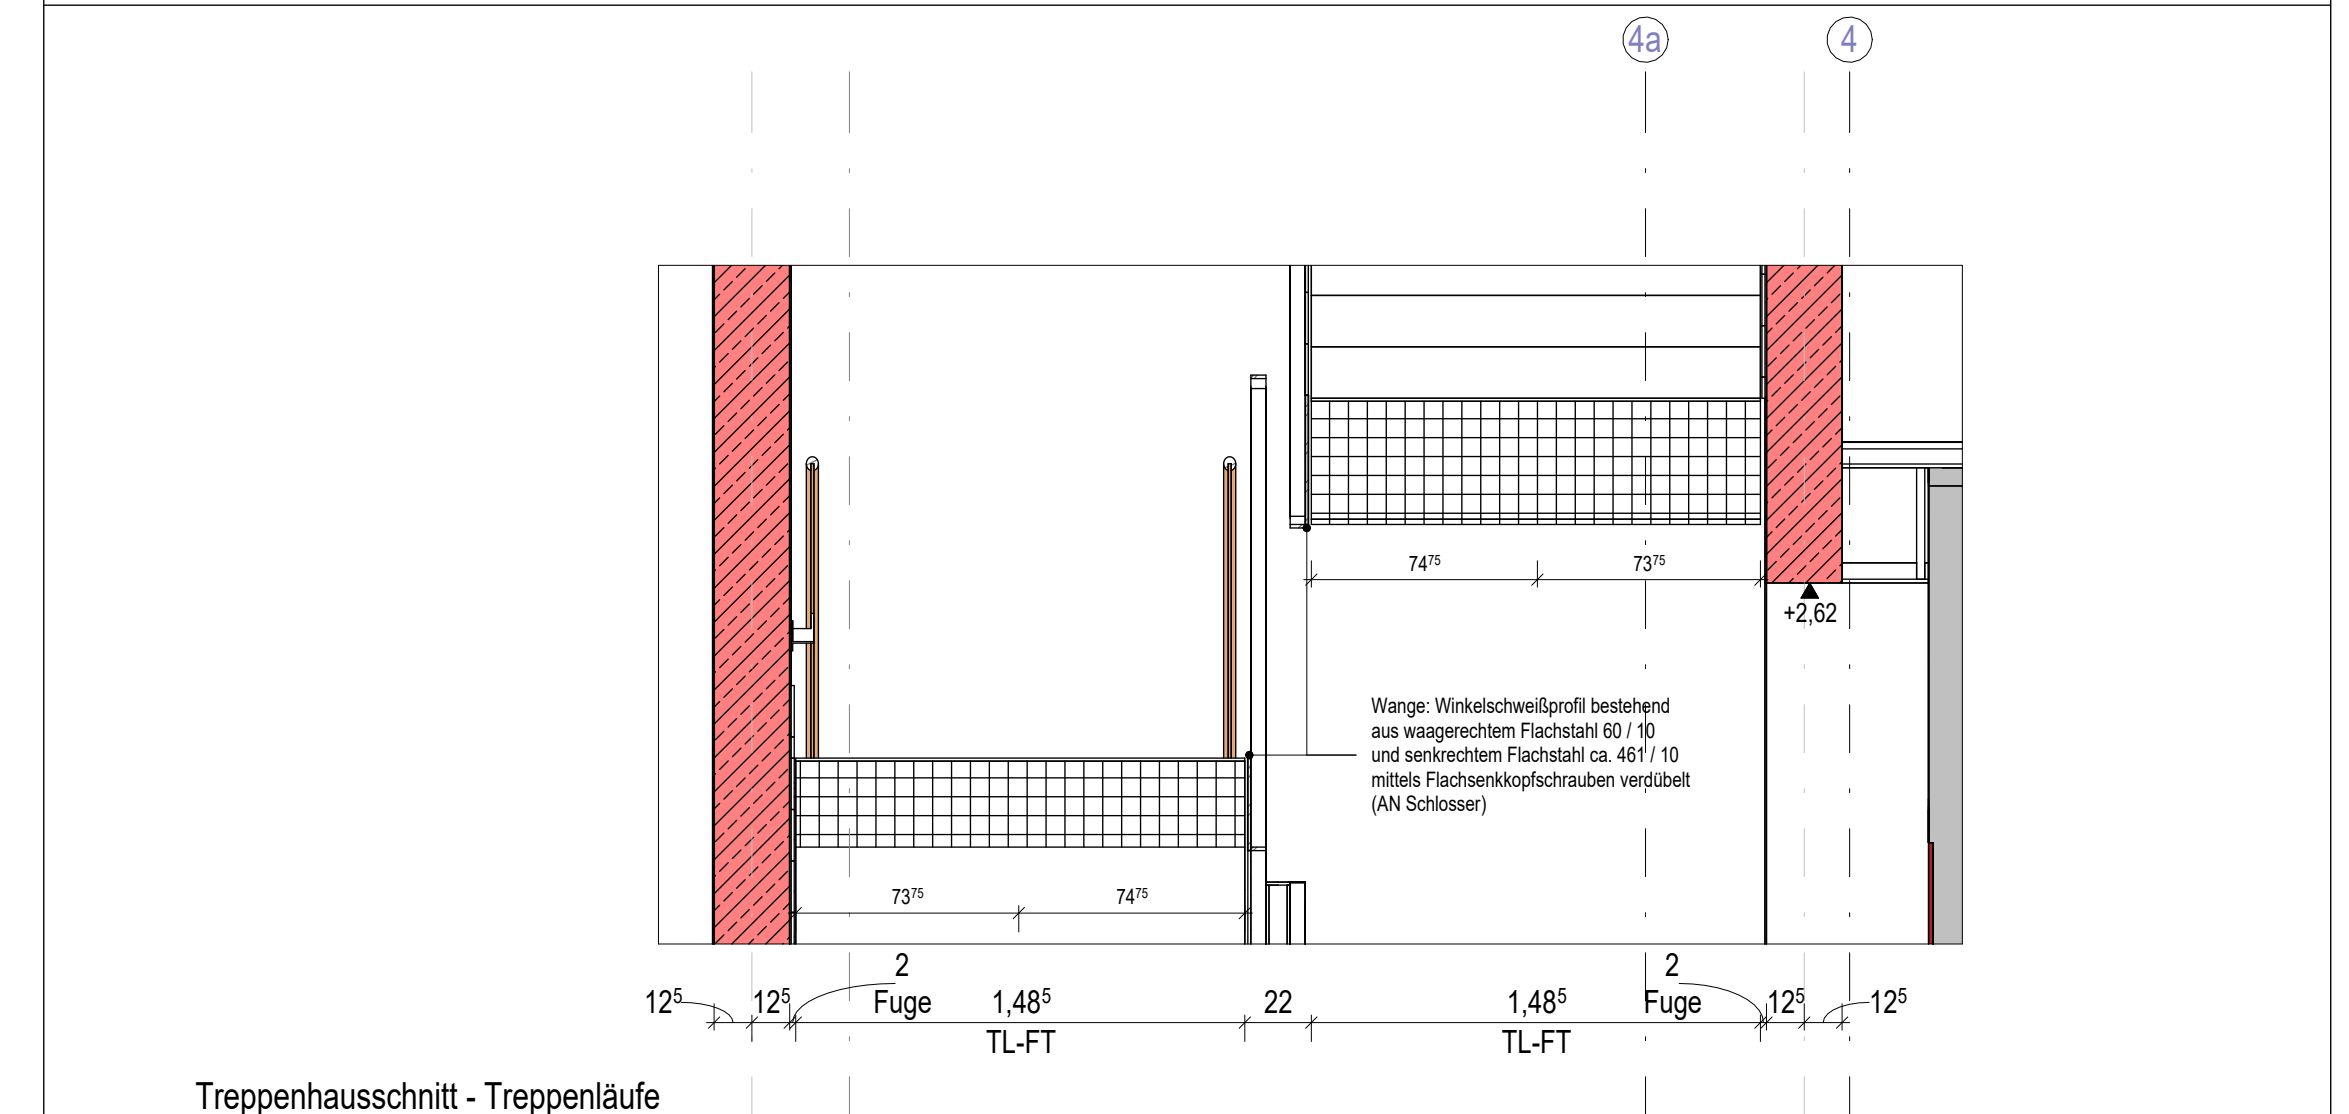 4a 4
74⁷⁵ 73⁷⁵
+2,62
Wange: Winkelschweißprofil bestehend
aus waagerechtem Flachstahl 60 / 10
und senkrechtem Flachstahl ca. 461 / 10
mittels Flachsenkkopfschrauben verdübelt
(AN Schlosser)
73⁷⁵ 74⁷⁵
2 2
12⁵ 12⁵ Fuge 1,48⁵ 22 1,48⁵ Fuge 12⁵ 12⁵
TL-FT TL-FT
Treppenhausschnitt - Treppenläufe